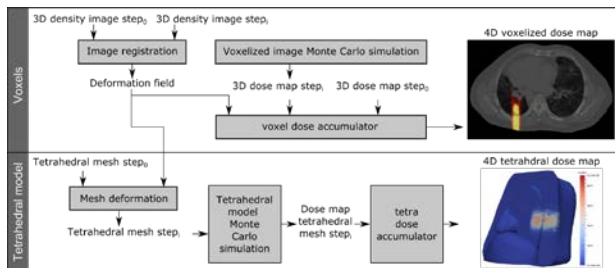 3D density image step₀
3D density image stepᵢ
Image registration
Deformation field
Voxelized image Monte Carlo simulation
3D dose map stepᵢ
3D dose map step₀
voxel dose accumulator
4D voxelized dose map
Voxels
Tetrahedral mesh step₀
Mesh deformation
Tetrahedral mesh stepᵢ
Tetrahedral
model
Monte
Carlo
simulation
Dose map
tetrahedral
mesh stepᵢ
tetra
dose
accumulator
4D tetrahdral dose map
Tetrahedral model